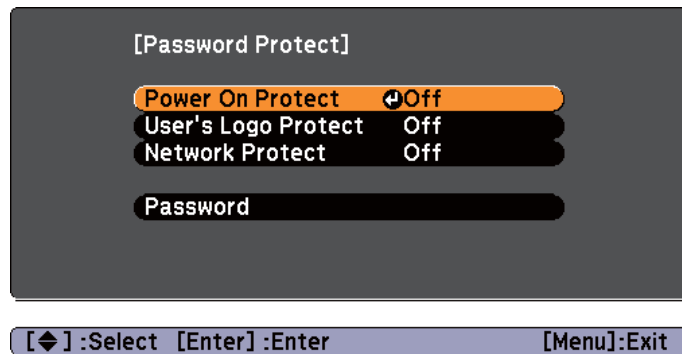 [Password Protect]
Power On Protect Off
User's Logo Protect Off
Network Protect Off
Password
[◆] :Select [Enter] :Enter [Menu]:Exit